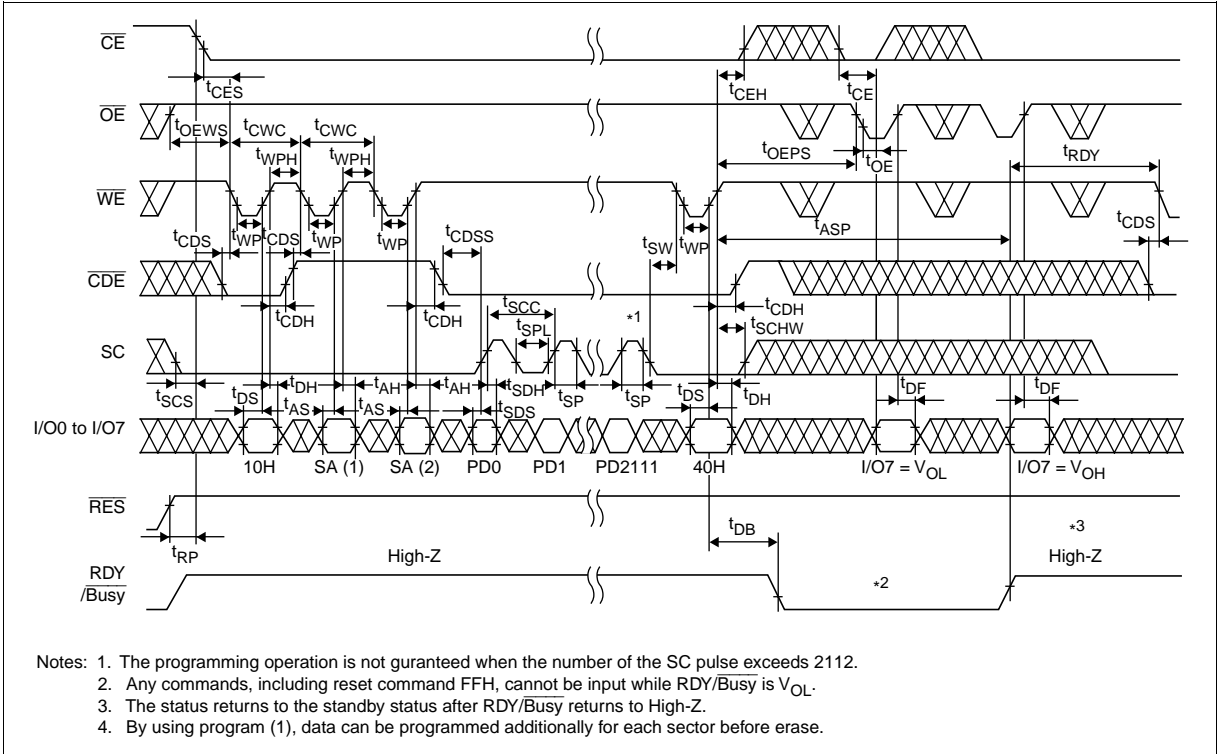 CE
tCES
tCEH
tCE
OE
tOEWS
tCWC
tCWC
tWPH
tWPH
tOEPS
tOE
tRDY
WE
tCDS
tWP
tCDS
tWP
tWP
tCDSS
tSW
tWP
tASP
tCDS
CDE
tCDH
tCDH
tSCC
tSPL
*1
tCDH
tSCHW
SC
tSCS
tDS
tDH
tAS
tAH
tAS
tAH
tSDH
tSDS
tSP
tSP
tDS
tDH
tDF
tDF
I/O0 to I/O7
10H
SA (1)
SA (2)
PD0
PD1
PD2111
40H
I/O7 = VOL
I/O7 = VOH
RES
tRP
tDB
*3
High-Z
High-Z
RDY
/Busy
*2
Notes: 1. The programming operation is not guranteed when the number of the SC pulse exceeds 2112.
2. Any commands, including reset command FFH, cannot be input while RDY/Busy is VOL.
3. The status returns to the standby status after RDY/Busy returns to High-Z.
4. By using program (1), data can be programmed additionally for each sector before erase.